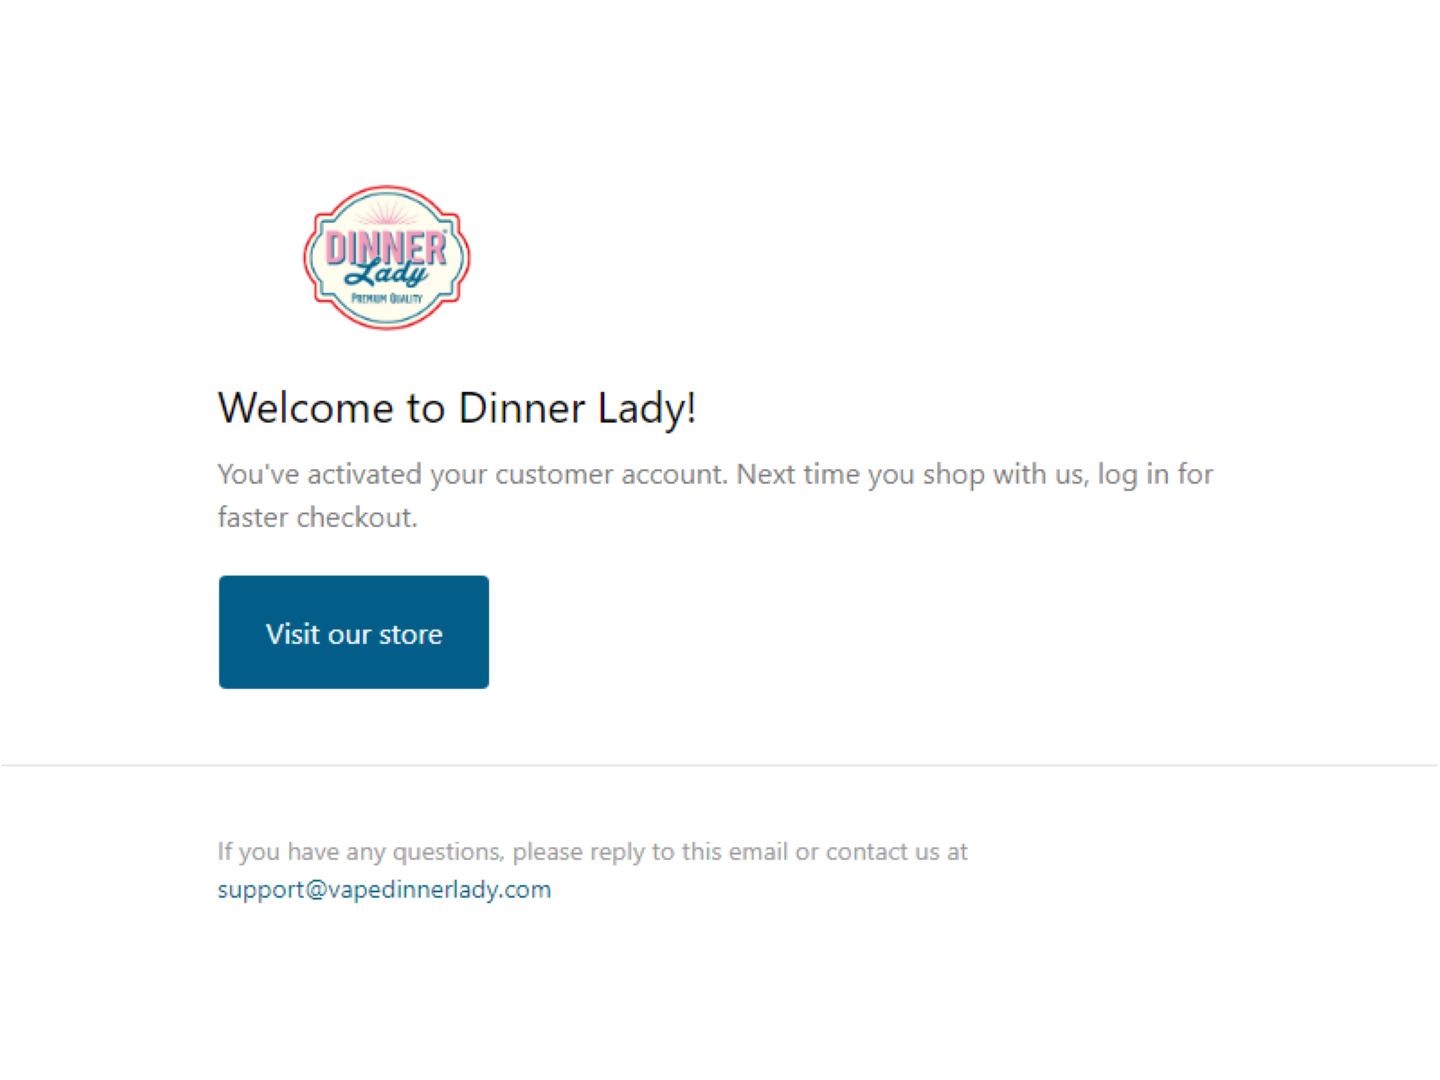 DINNER
Lady
PREMIUM QUALITY
Welcome to Dinner Lady!
You've activated your customer account. Next time you shop with us, log in for
faster checkout.
Visit our store
If you have any questions, please reply to this email or contact us at
support@vapedinnerlady.com